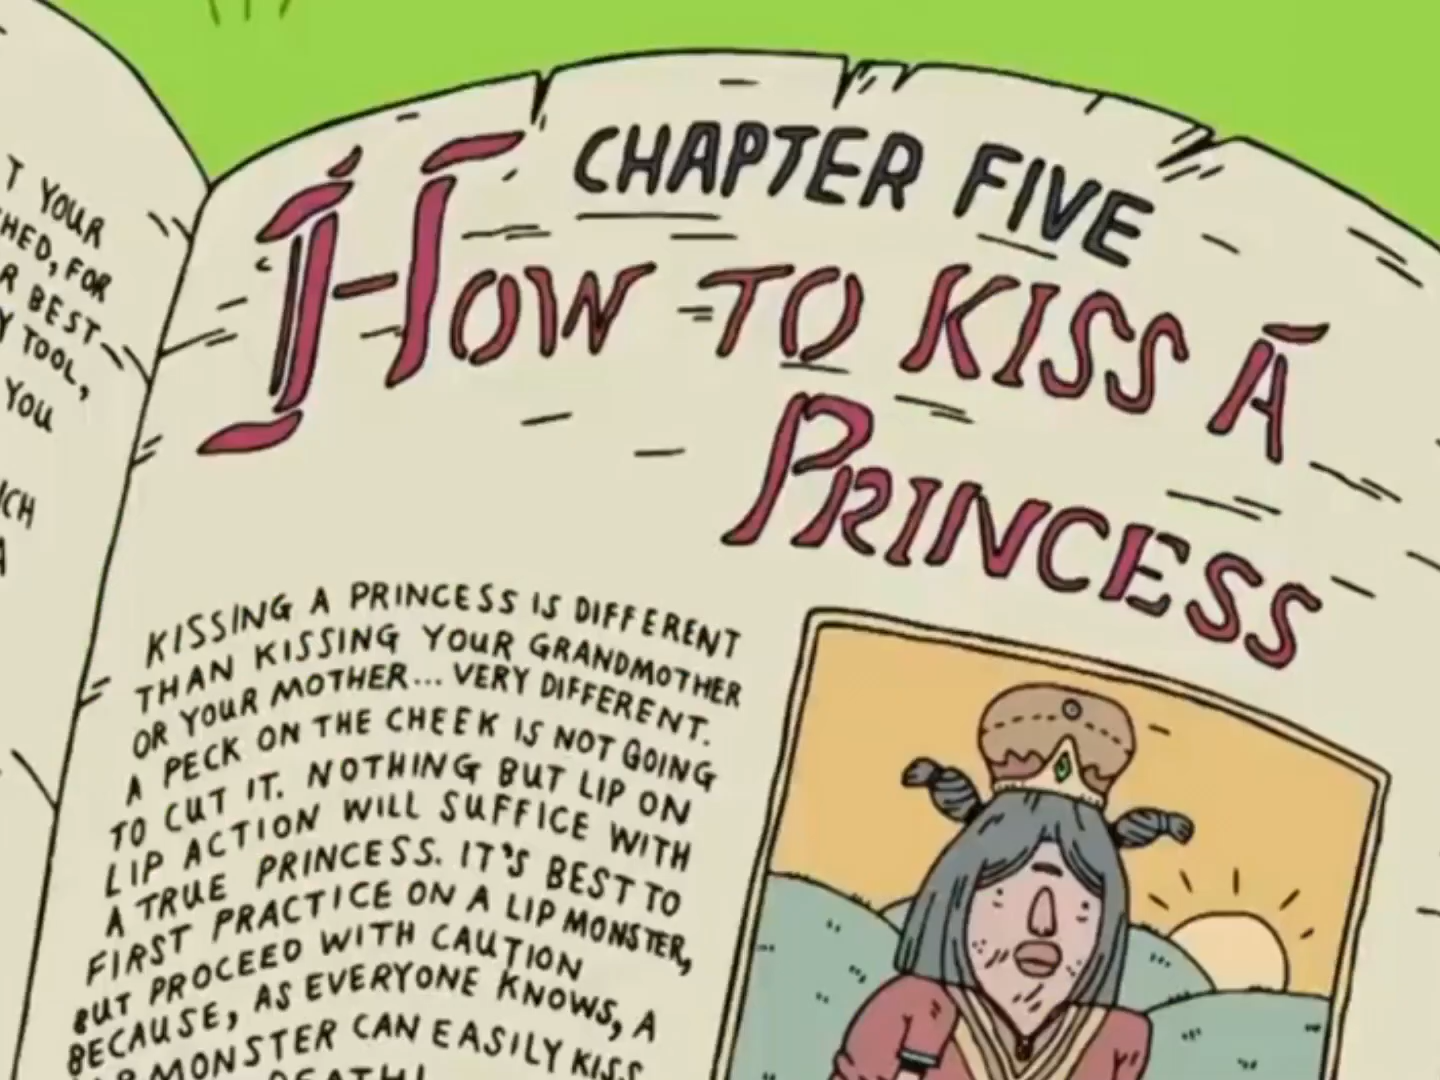 T YOUR
HED, FOR
R BEST
Y TOOL,
YOU
ICH
A
CHAPTER FIVE
HOW TO KISS A
PRINCESS
KISSING A PRINCESS IS DIFFERENT
THAN KISSING YOUR GRANDMOTHER
OR YOUR MOTHER... VERY DIFFERENT.
A PECK ON THE CHEEK IS NOT GOING
TO CUT IT. NOTHING BUT LIP ON
LIP ACTION WILL SUFFICE WITH
A TRUE PRINCESS. IT'S BEST TO
FIRST PRACTICE ON A LIP MONSTER,
BUT PROCEED WITH CAUTION
BECAUSE, AS EVERYONE KNOWS, A
MONSTER CAN EASILY KISS
DEATH!